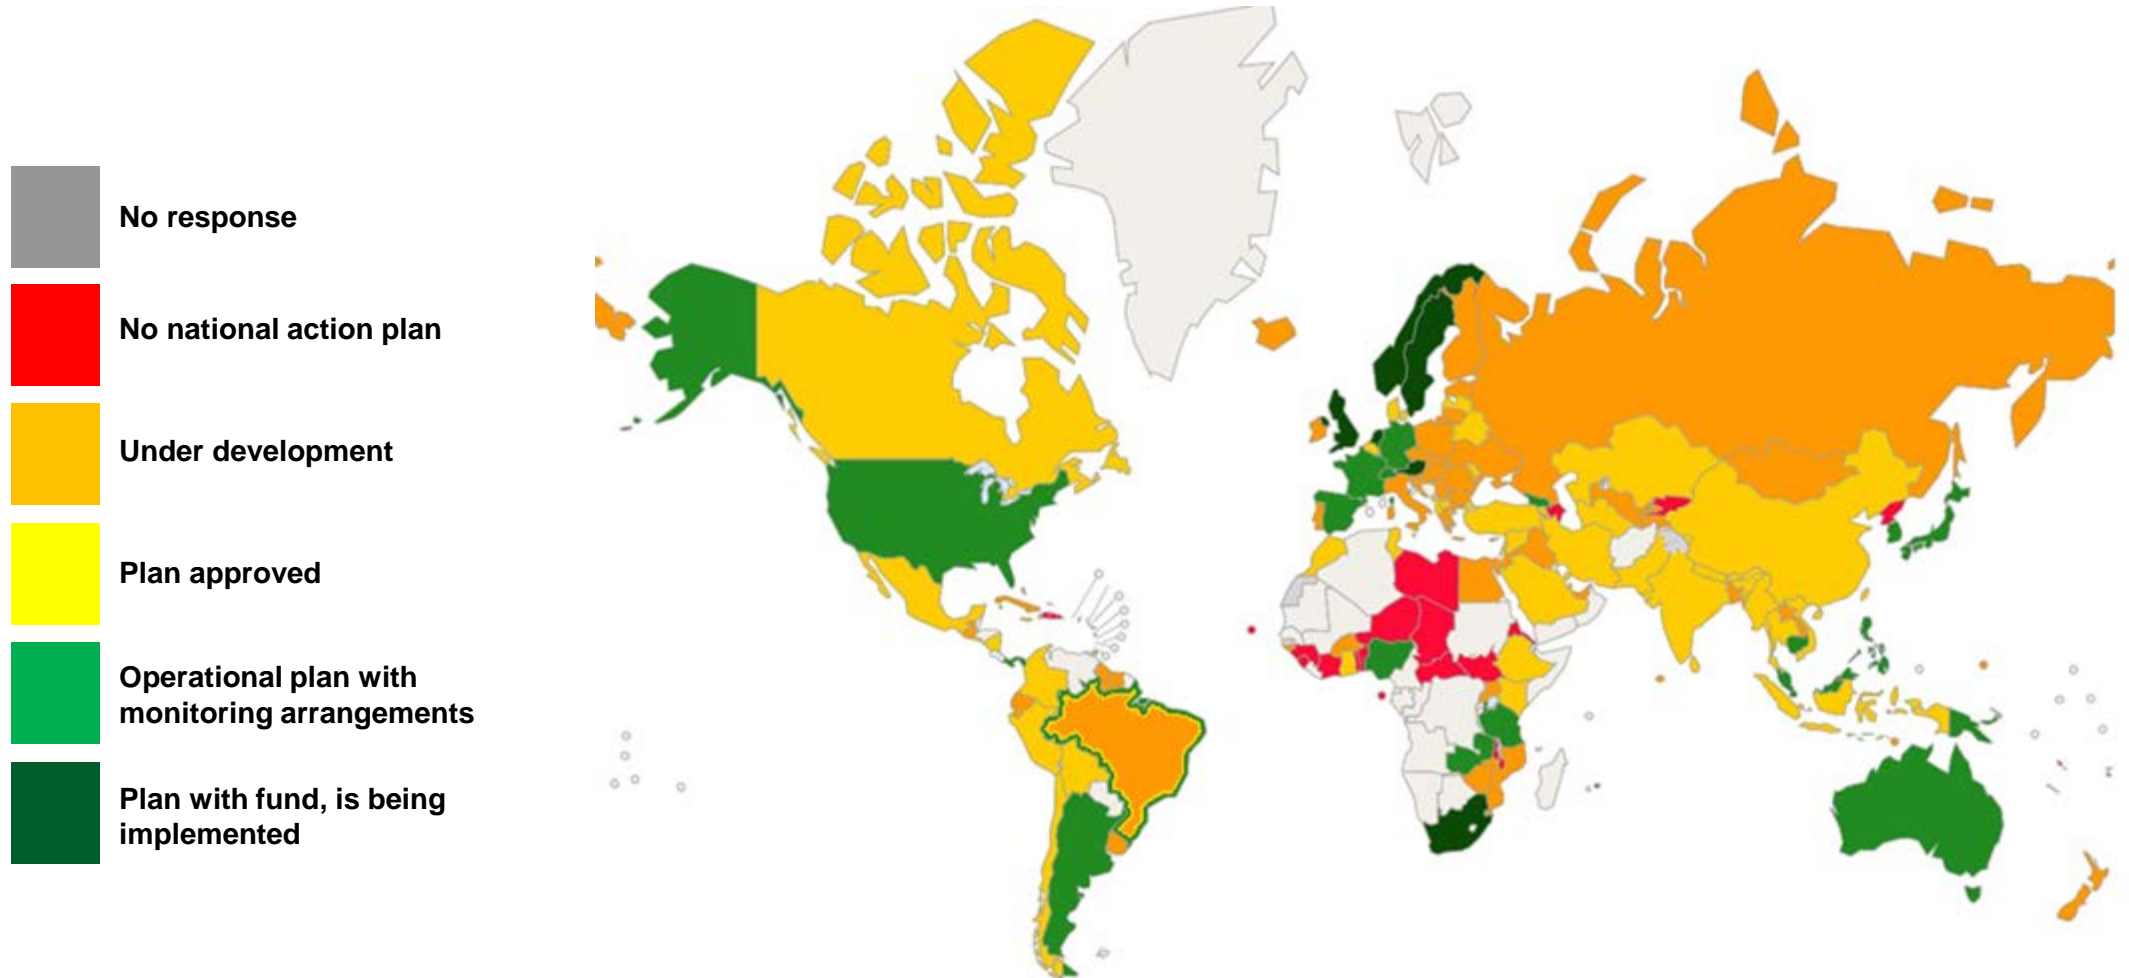 No response
No national action plan
Under development
Plan approved
Operational plan with
monitoring arrangements
Plan with fund, is being
implemented